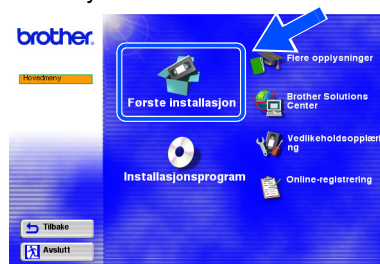 brother.
Hovedmeny
Første installasjon
Installasjonsprogram
Flere opplysninger
Brother Solutions
Center
Vedlikeholdsopplæri
ng
Online-registrering
Tilbake
Avslutt